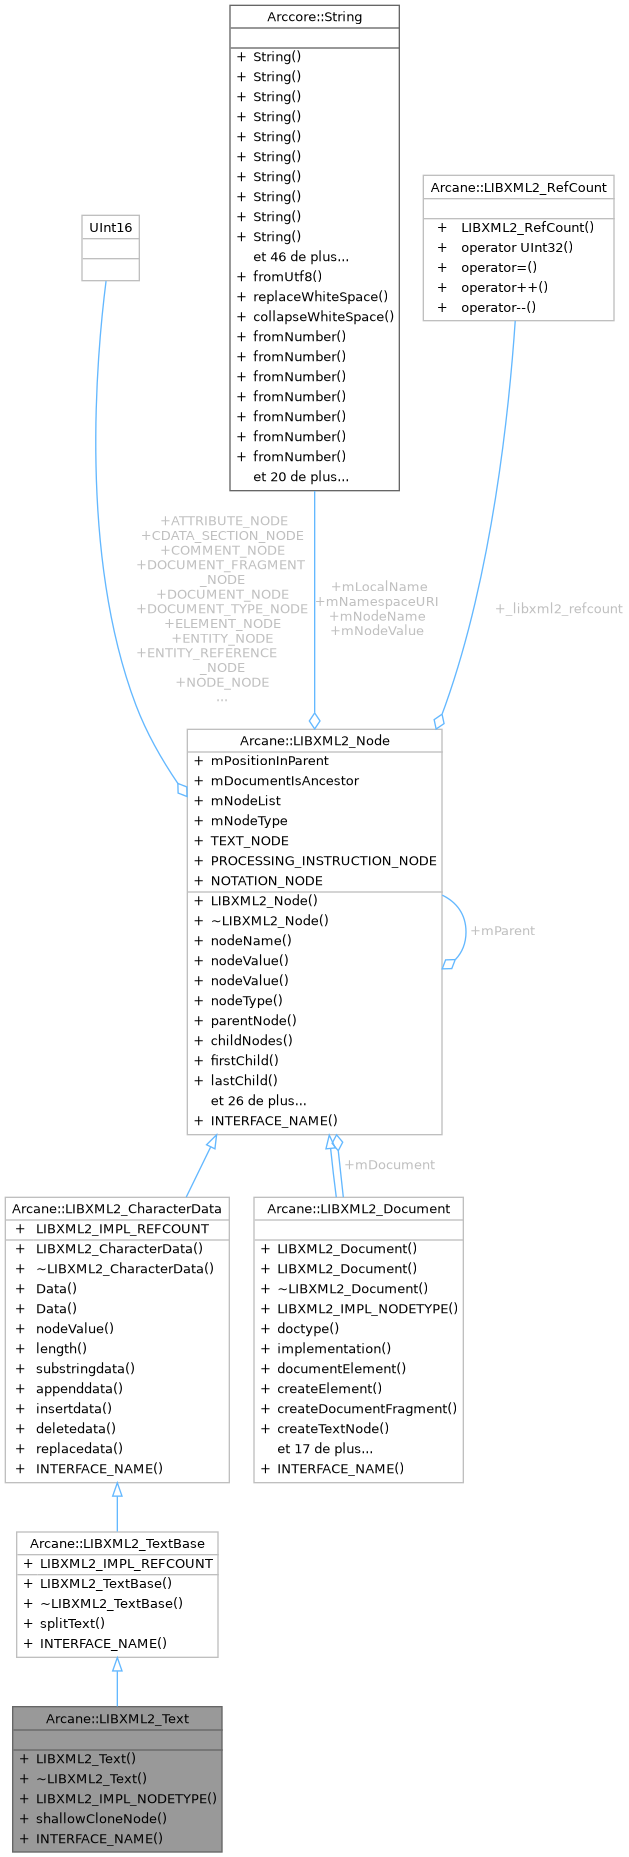 Arccore::String
+ String()
+ String()
+ String()
+ String()
+ String()
+ String()
+ String()
+ String()
+ String()
+ String()
et 46 de plus...
+ fromUtf8()
+ replaceWhiteSpace()
+ collapseWhiteSpace()
+ fromNumber()
+ fromNumber()
+ fromNumber()
+ fromNumber()
+ fromNumber()
+ fromNumber()
+ fromNumber()
et 20 de plus...
Arcane::LIBXML2_RefCount
+ LIBXML2_RefCount()
+ operator UInt32()
+ operator=()
+ operator++()
+ operator--()
UInt16
+ATTRIBUTE_NODE
+CDATA_SECTION_NODE
+COMMENT_NODE
+DOCUMENT_FRAGMENT
_NODE
+DOCUMENT_NODE
+DOCUMENT_TYPE_NODE
+ELEMENT_NODE
+ENTITY_NODE
+ENTITY_REFERENCE
_NODE
+NODE_NODE
...
+mLocalName
+mNamespaceURI
+mNodeName
+mNodeValue
+_libxml2_refcount
Arcane::LIBXML2_Node
+ mPositionInParent
+ mDocumentIsAncestor
+ mNodeList
+ mNodeType
+ TEXT_NODE
+ PROCESSING_INSTRUCTION_NODE
+ NOTATION_NODE
+ LIBXML2_Node()
+ ~LIBXML2_Node()
+ nodeName()
+ nodeValue()
+ nodeValue()
+ nodeType()
+ parentNode()
+ childNodes()
+ firstChild()
+ lastChild()
et 26 de plus...
+ INTERFACE_NAME()
+mParent
+mDocument
Arcane::LIBXML2_CharacterData
+ LIBXML2_IMPL_REFCOUNT
+ LIBXML2_CharacterData()
+ ~LIBXML2_CharacterData()
+ Data()
+ Data()
+ nodeValue()
+ length()
+ substringdata()
+ appenddata()
+ insertdata()
+ deletedata()
+ replacedata()
+ INTERFACE_NAME()
Arcane::LIBXML2_Document
+ LIBXML2_Document()
+ LIBXML2_Document()
+ ~LIBXML2_Document()
+ LIBXML2_IMPL_NODETYPE()
+ doctype()
+ implementation()
+ documentElement()
+ createElement()
+ createDocumentFragment()
+ createTextNode()
et 17 de plus...
+ INTERFACE_NAME()
Arcane::LIBXML2_TextBase
+ LIBXML2_IMPL_REFCOUNT
+ LIBXML2_TextBase()
+ ~LIBXML2_TextBase()
+ splitText()
+ INTERFACE_NAME()
Arcane::LIBXML2_Text
+ LIBXML2_Text()
+ ~LIBXML2_Text()
+ LIBXML2_IMPL_NODETYPE()
+ shallowCloneNode()
+ INTERFACE_NAME()